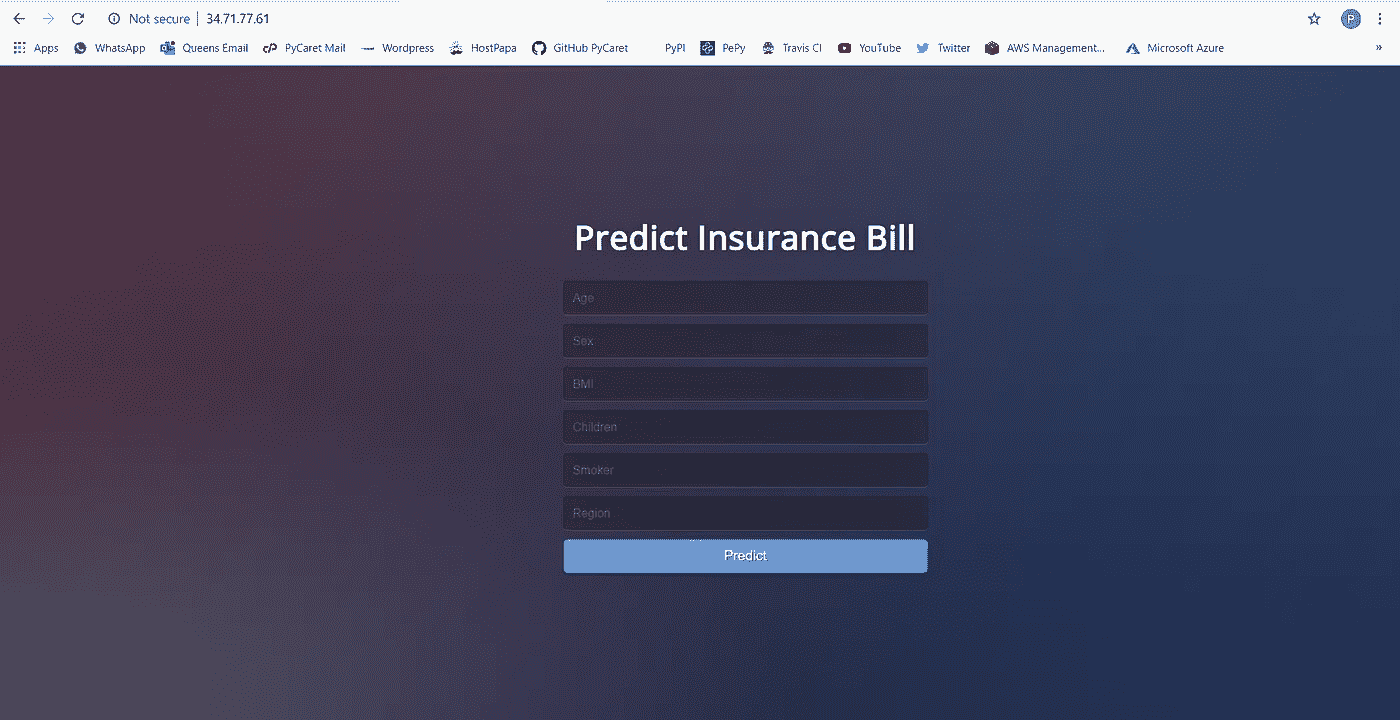 Not secure | 34.71.77.61
P
Apps WhatsApp Queens Email PyCaret Mail Wordpress HostPapa GitHub PyCaret PyPI PePy Travis CI YouTube Twitter AWS Management... Microsoft Azure »
Predict Insurance Bill
Age
Sex
BMI
Children
Smoker
Region
Predict